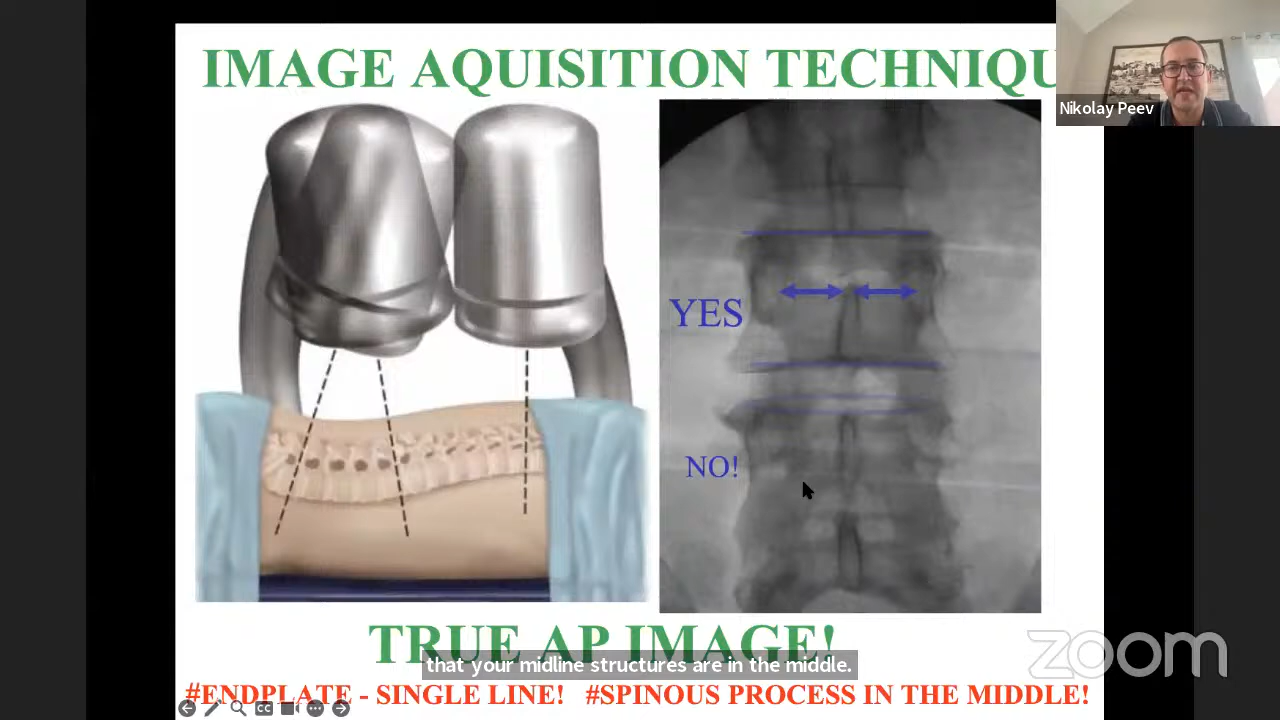 IMAGE AQUISITION TECHNIQU
Nikolay Peev
YES
NO!
TRUE AP IMAGE!
that your midline structures are in the middle.
zoom
#ENDPLATE - SINGLE LINE! #SPINOUS PROCESS IN THE MIDDLE!
CC